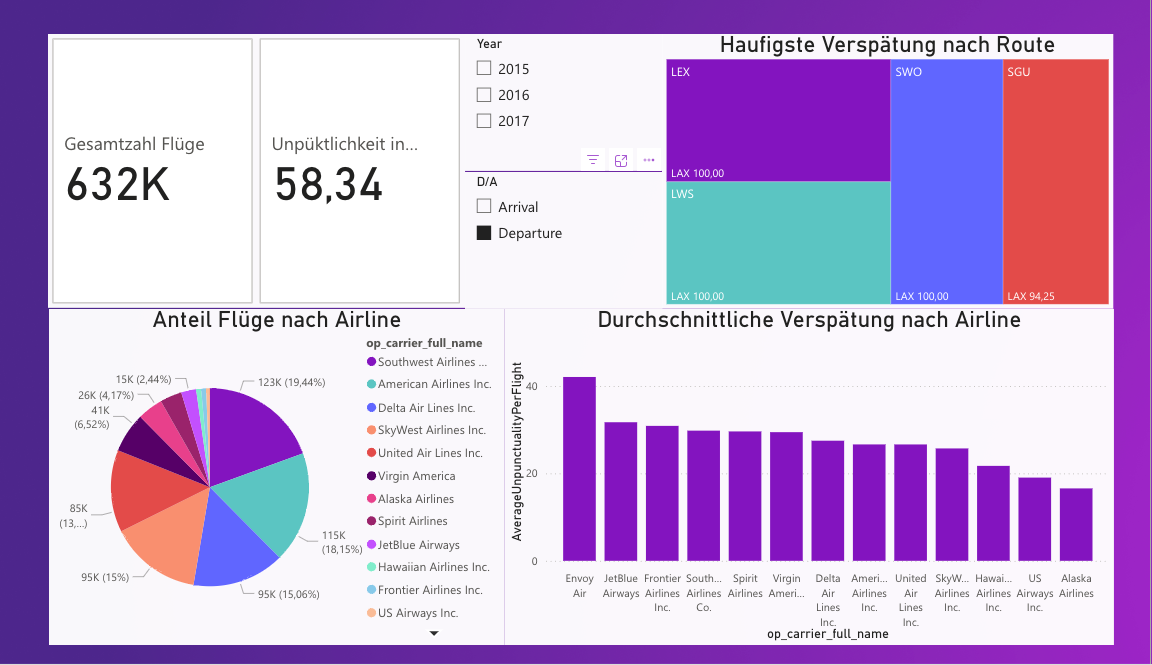 Gesamtzahl Flüge
632K
Unpüktlichkeit in...
58,34
Year
2015
2016
2017
D/A
Arrival
Departure
Haufigste Verspätung nach Route
LEX
LAX 100,00
LWS
LAX 100,00
SWO
LAX 100,00
SGU
LAX 94,25
Anteil Flüge nach Airline
123K (19,44%)
115K
(18,15%)
95K (15,06%)
95K (15%)
85K
(13,...)
41K
(6,52%)
26K (4,17%)
15K (2,44%)
op_carrier_full_name
Southwest Airlines ...
American Airlines Inc.
Delta Air Lines Inc.
SkyWest Airlines Inc.
United Air Lines Inc.
Virgin America
Alaska Airlines
Spirit Airlines
JetBlue Airways
Hawaiian Airlines Inc.
Frontier Airlines Inc.
US Airways Inc.
Durchschnittliche Verspätung nach Airline
AverageUnpunctualityPerFlight
40
20
0
Envoy
Air
JetBlue
Airways
Frontier
Airlines
Inc.
South...
Airlines
Co.
Spirit
Airlines
Virgin
Ameri...
Delta
Air
Lines
Inc.
Ameri...
Airlines
Inc.
United
Air
Lines
Inc.
SkyW...
Airlines
Inc.
Hawai...
Airlines
Inc.
US
Airways
Inc.
Alaska
Airlines
op_carrier_full_name